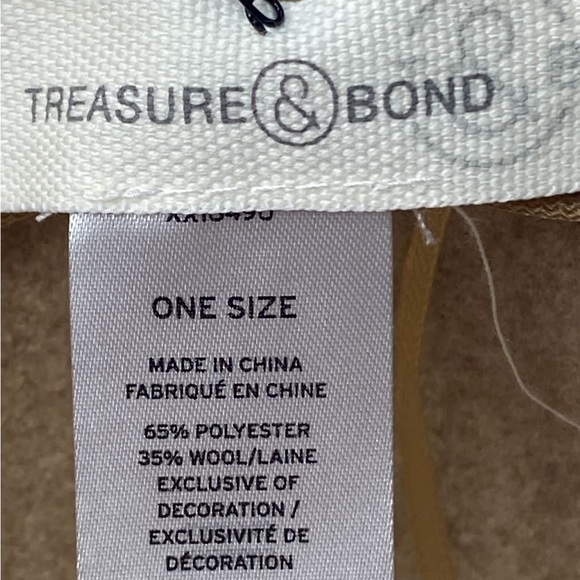 TREASURE & BOND
ONE SIZE
MADE IN CHINA
FABRIQUÉ EN CHINE
65% POLYESTER
35% WOOL/LAINE
EXCLUSIVE OF
DECORATION /
EXCLUSIVITÉ DE
DÉCORATION